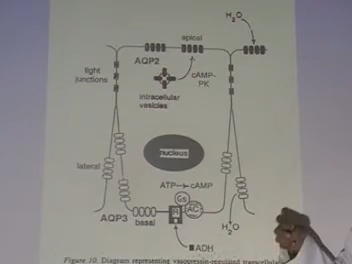 H₂O
apical
AQP2
tight
junctions
cAMP-
PK
intracellular
vesicles
nucleus
lateral
ATP→cAMP
Gs
AC
R
AQP3
basal
H₂O
ADH
Figure 10. Diagram representing vasopressin-regulated transcellular